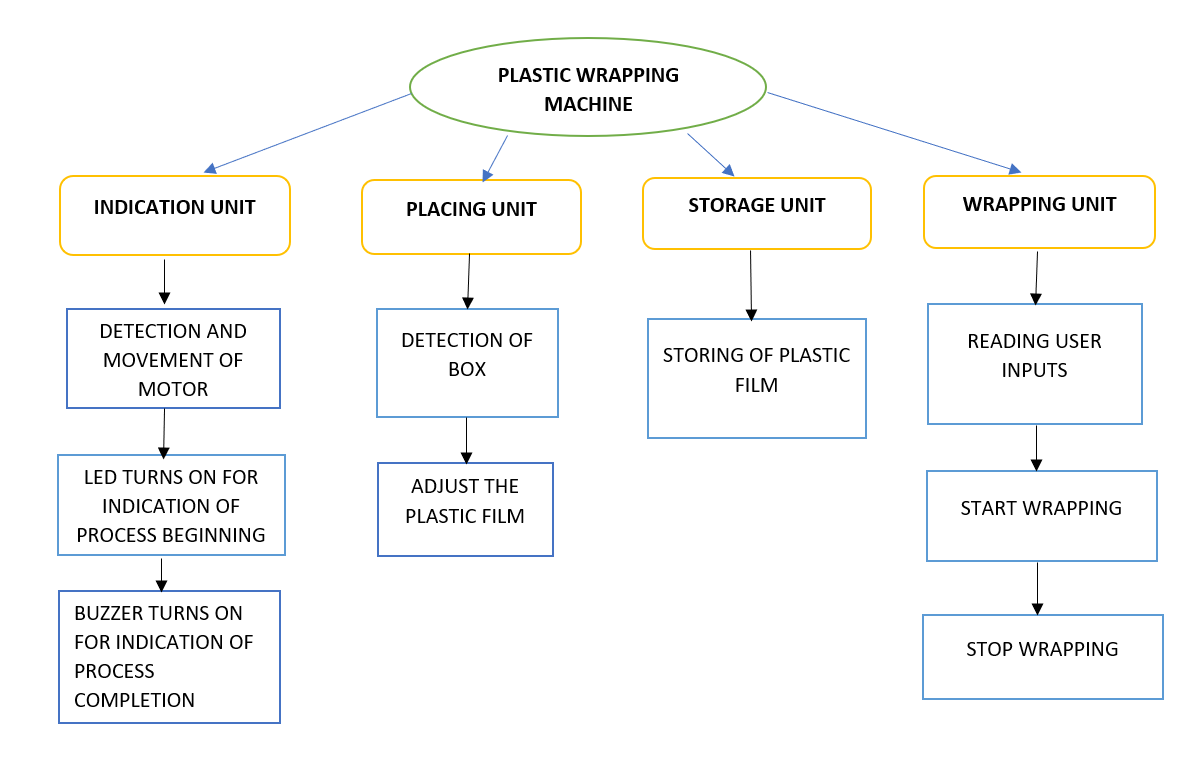 PLASTIC WRAPPING
MACHINE
INDICATION UNIT
PLACING UNIT
STORAGE UNIT
WRAPPING UNIT
DETECTION AND
MOVEMENT OF
MOTOR
LED TURNS ON FOR
INDICATION OF
PROCESS BEGINNING
BUZZER TURNS ON
FOR INDICATION OF
PROCESS
COMPLETION
DETECTION OF
BOX
ADJUST THE
PLASTIC FILM
STORING OF PLASTIC
FILM
READING USER
INPUTS
START WRAPPING
STOP WRAPPING